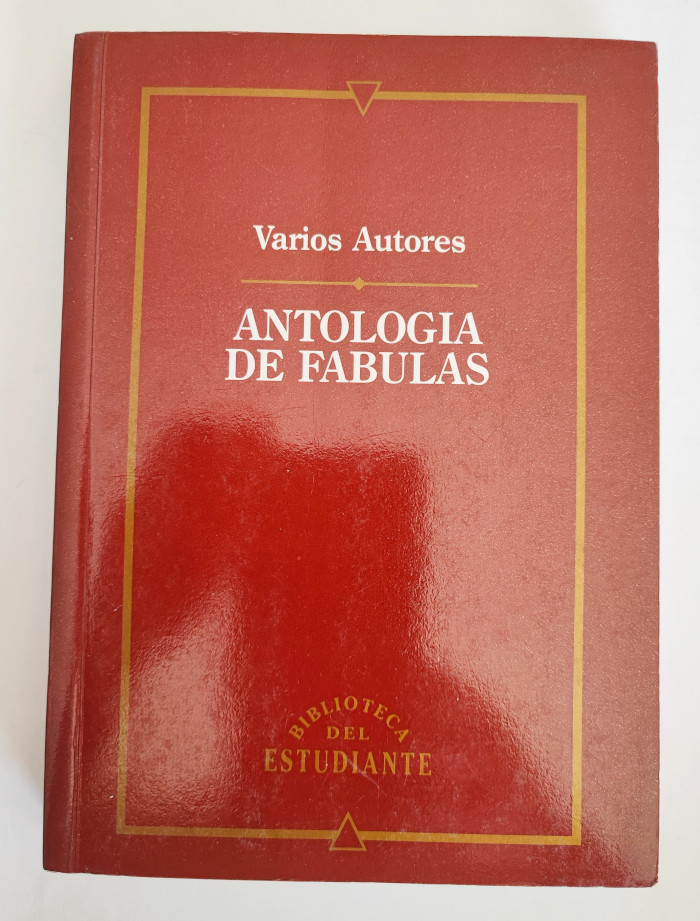 Varios Autores
ANTOLOGIA
DE FABULAS
BIBLIOTECA
DEL
ESTUDIANTE